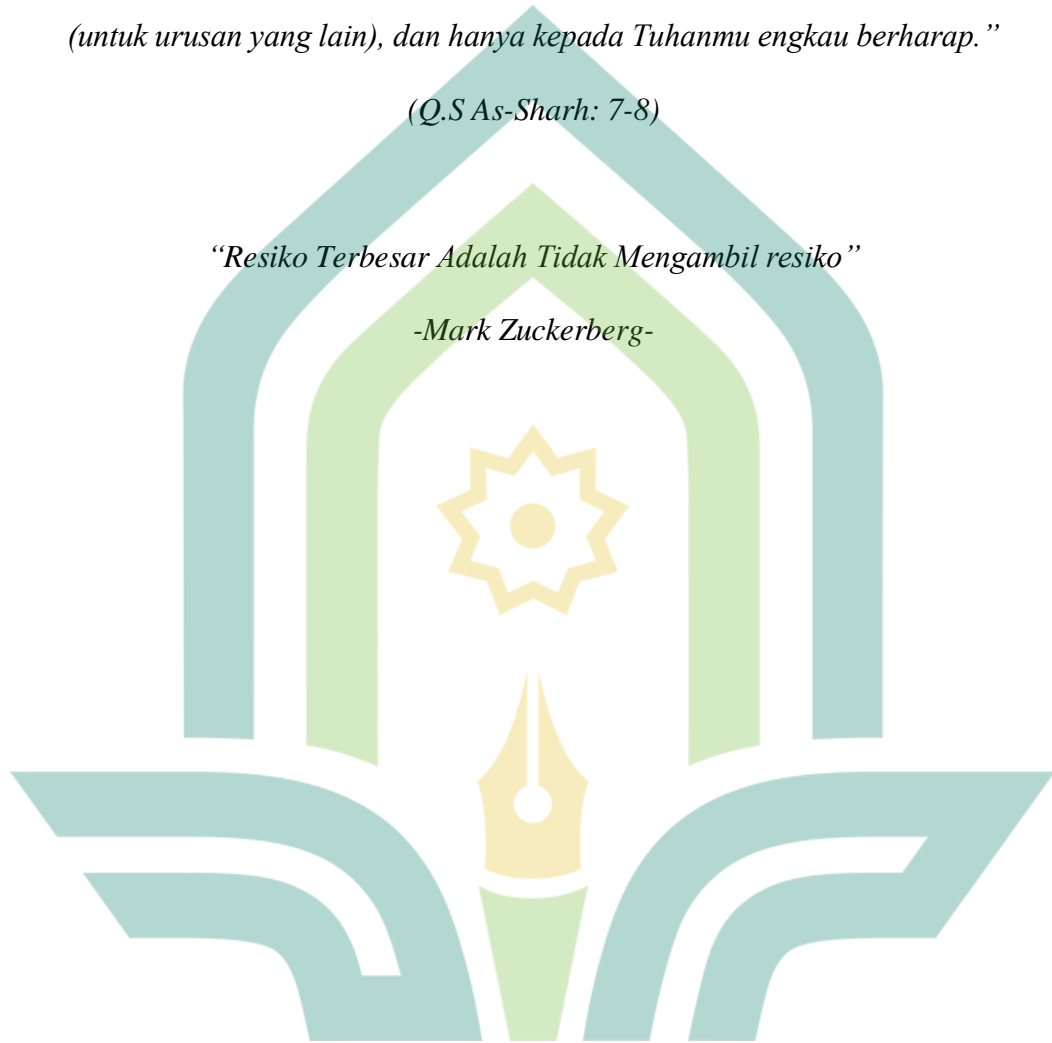 (untuk urusan yang lain), dan hanya kepada Tuhanmu engkau berharap.”
(Q.S As-Sharh: 7-8)
“Resiko Terbesar Adalah Tidak Mengambil resiko”
-Mark Zuckerberg-